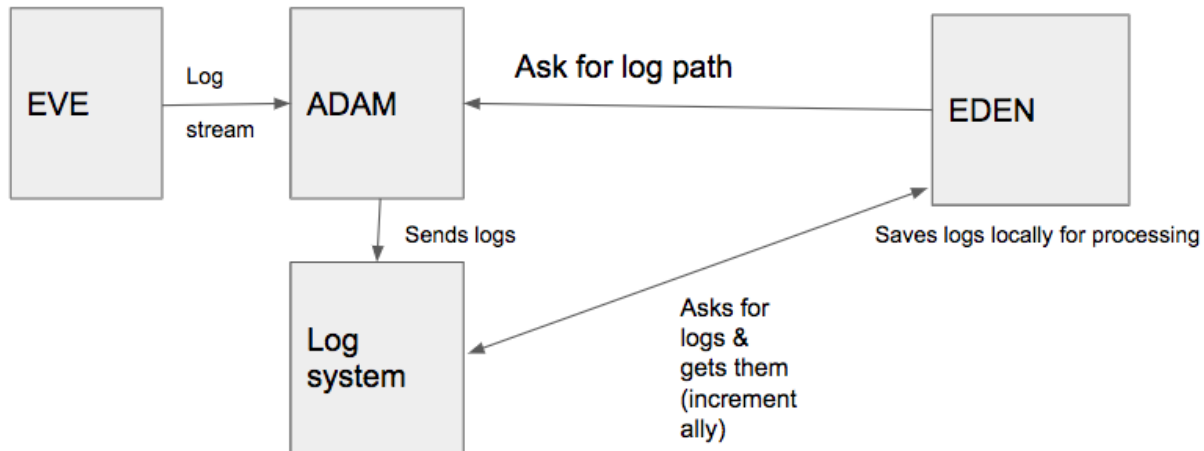 EVE
Log
stream
ADAM
Ask for log path
EDEN
Sends logs
Saves logs locally for processing
Log
system
Asks for
logs &
gets them
(increment
ally)